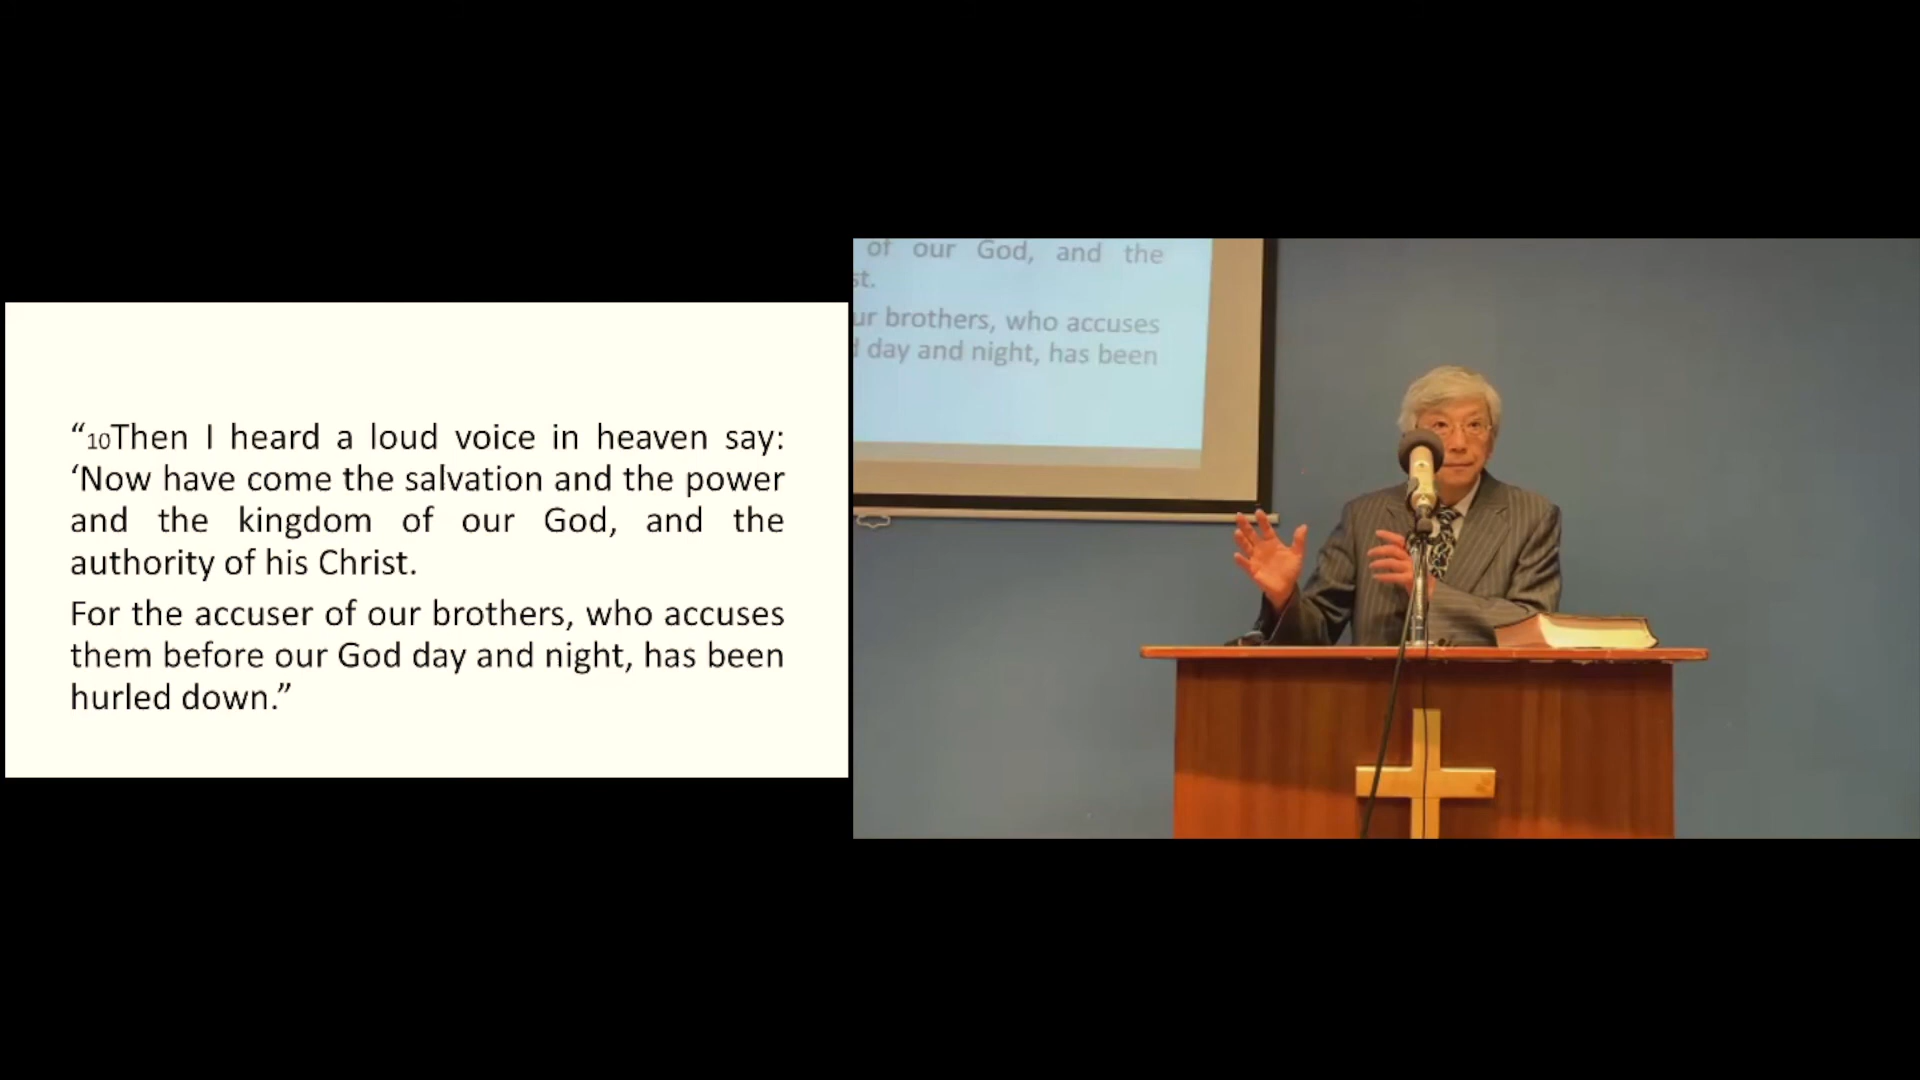 “10Then I heard a loud voice in heaven say:
‘Now have come the salvation and the power
and the kingdom of our God, and the
authority of his Christ.
For the accuser of our brothers, who accuses
them before our God day and night, has been
hurled down.”
of our God, and the
brothers, who accuses
day and night, has been